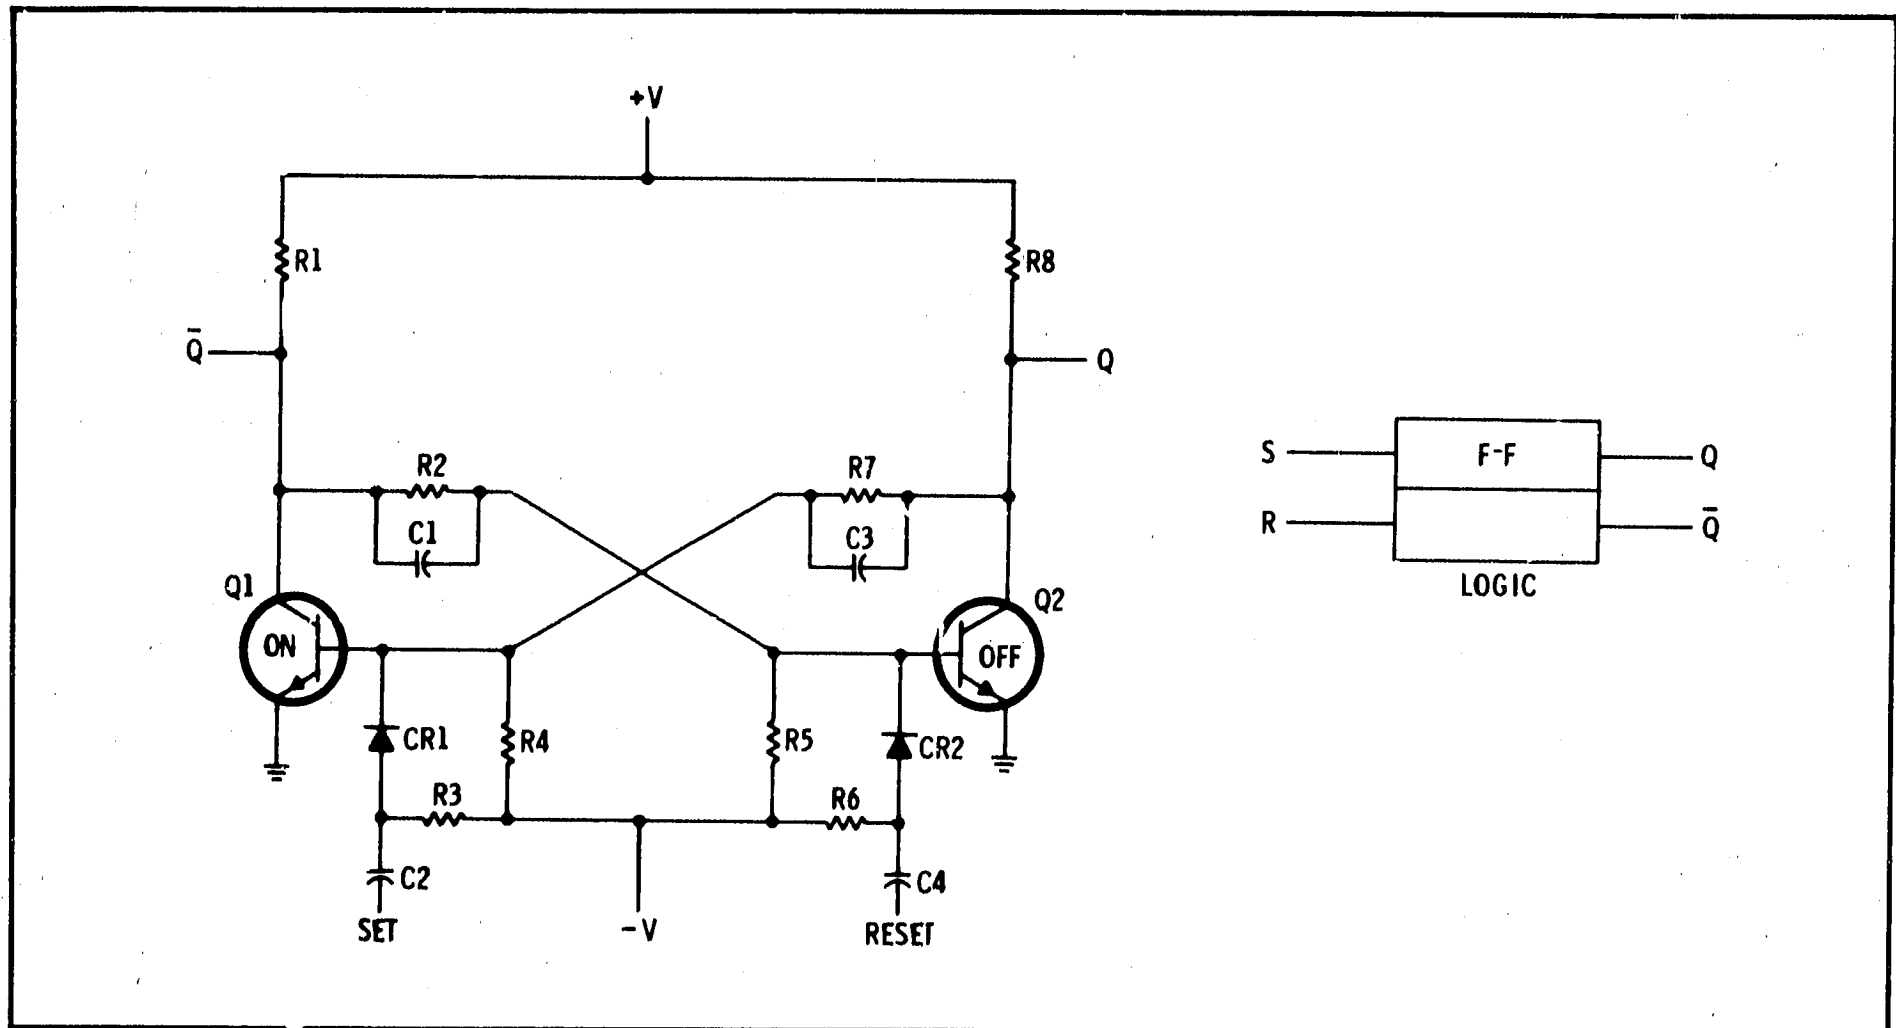 +V
R1
R8
Q̅
Q
R2
R7
C1
C3
Q1
Q2
ON
OFF
CR1
R4
R5
CR2
R3
R6
C2
C4
SET
-V
RESET
S
F-F
Q
R
Q̅
LOGIC